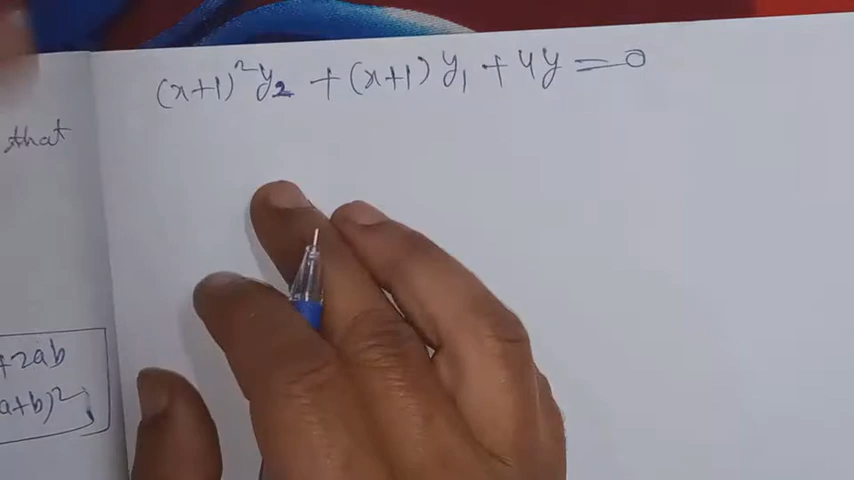 (x+1)²y₂ + (x+1) y₁ + 4y = 0
that
+2ab
a+b)²